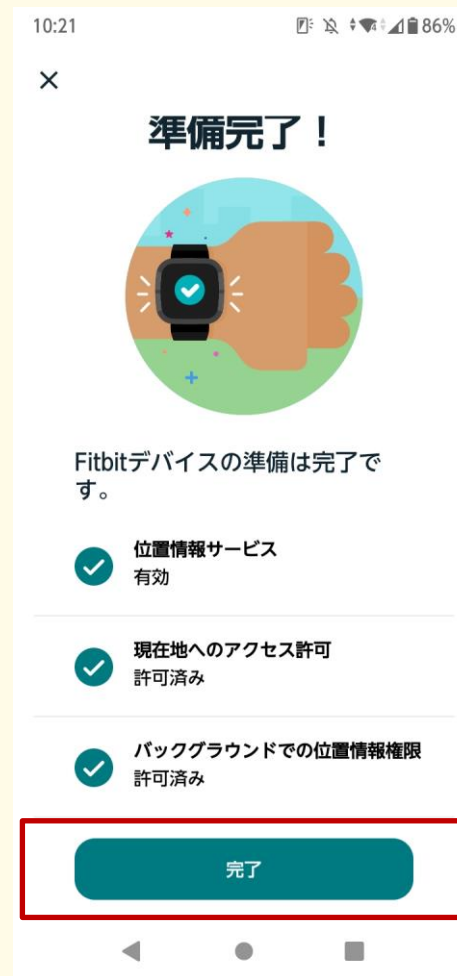 10:21
86%
準備完了！
Fitbitデバイスの準備は完了で
す。
位置情報サービス
有効
現在地へのアクセス許可
許可済み
バックグラウンドでの位置情報権限
許可済み
完了